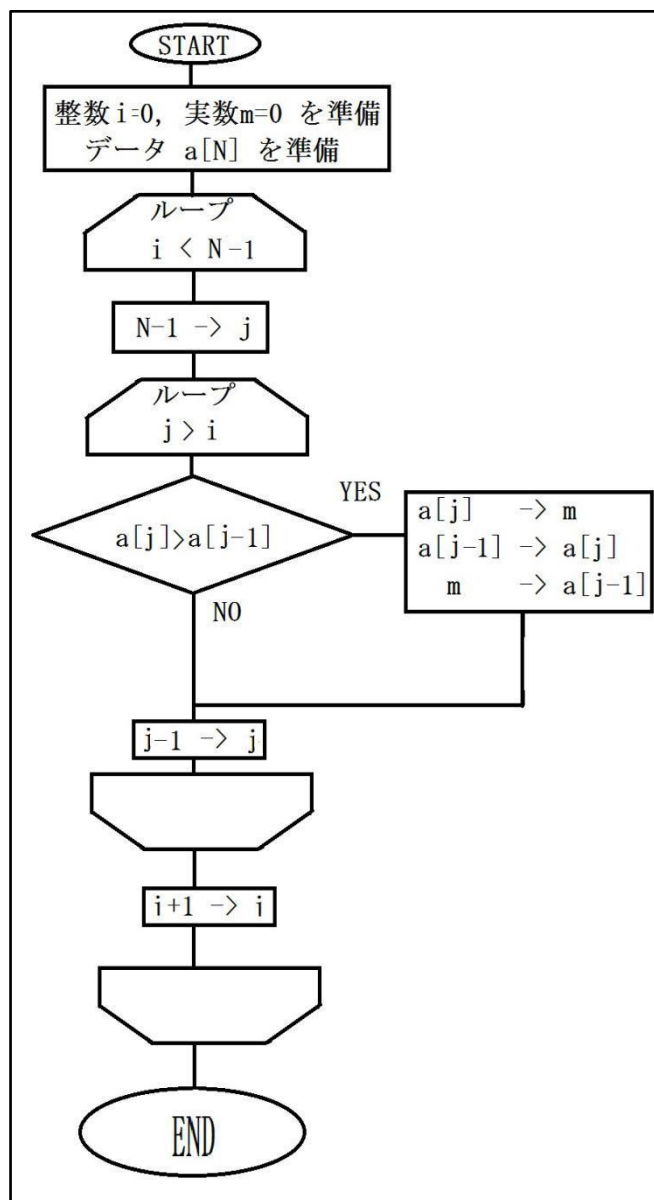 START
整数i=0, 実数m=0 を準備
データ a[N] を準備
ループ
i < N-1
N-1 -> j
ループ
j > i
a[j]>a[j-1]
YES
a[j] -> m
a[j-1] -> a[j]
m -> a[j-1]
NO
j-1 -> j
i+1 -> i
END